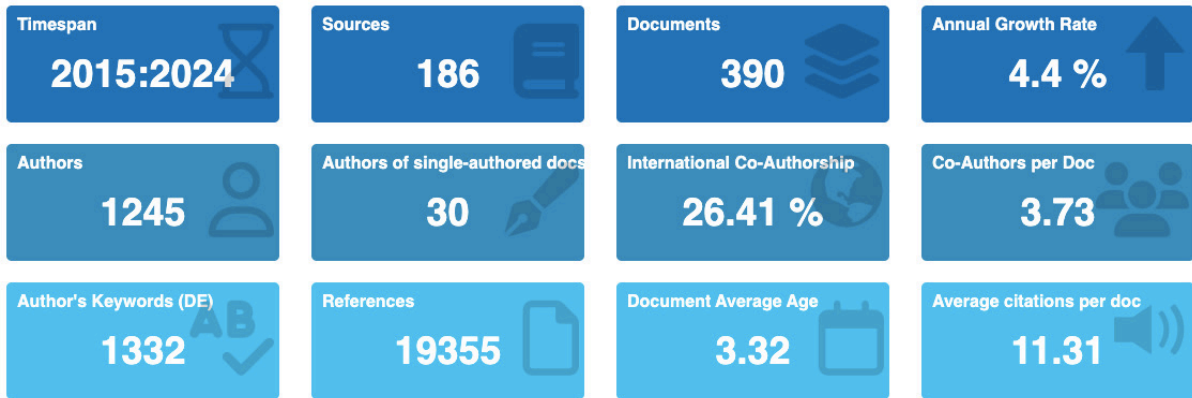 Timespan
2015:2024
Sources
186
Documents
390
Annual Growth Rate
4.4 %
Authors
1245
Authors of single-authored docs
30
International Co-Authorship
26.41 %
Co-Authors per Doc
3.73
Author's Keywords (DE)
AB
1332
References
19355
Document Average Age
3.32
Average citations per doc
11.31